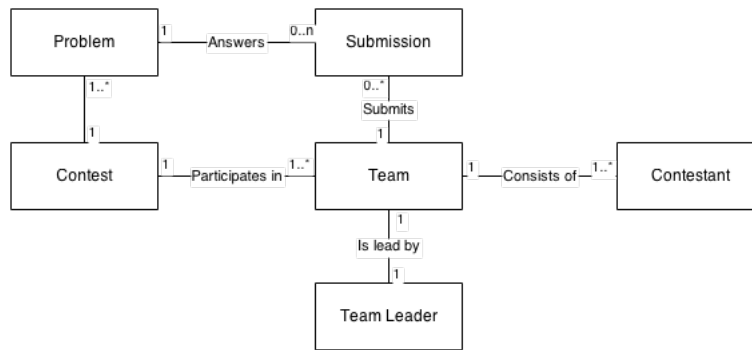 Problem
1
Answers
0..n
Submission
1..*
0..*
Submits
1
1
Contest
1
Participates in
1..*
Team
1
Consists of
1..*
Contestant
1
Is lead by
1
Team Leader